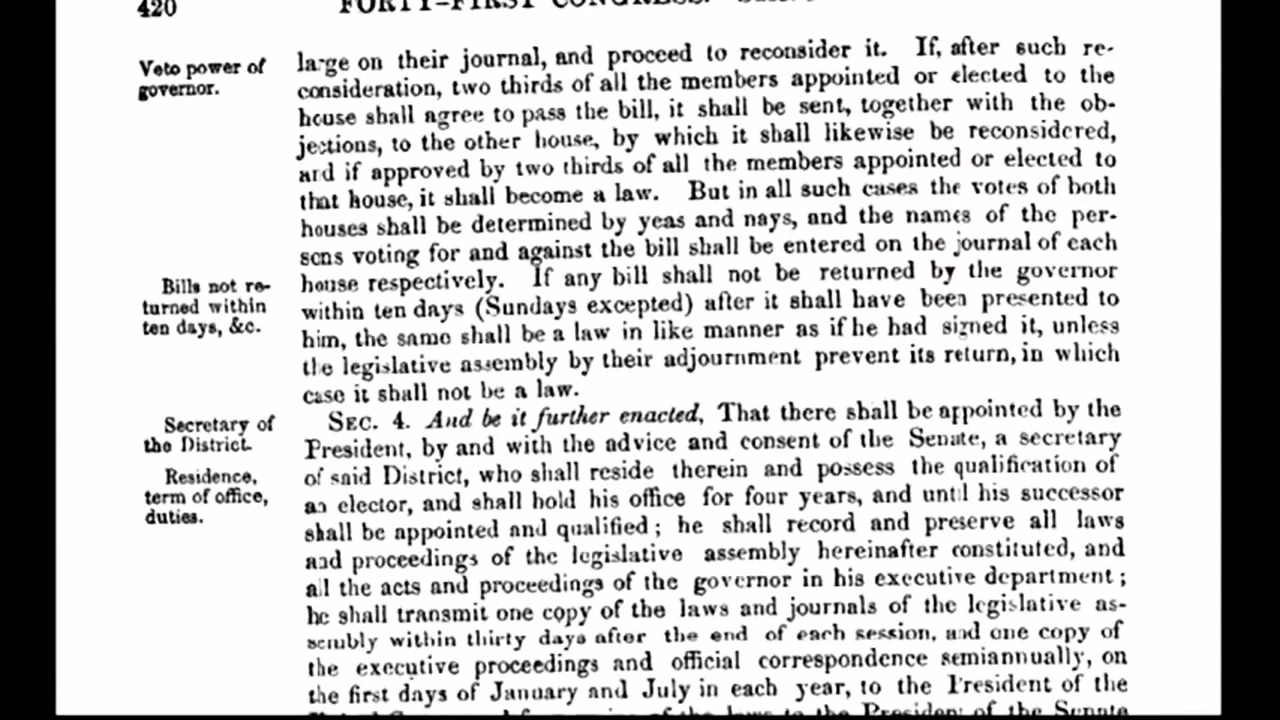 420 FORTY-FIRST CONGRESS.
Veto power of
governor.
large on their journal, and proceed to reconsider it. If, after such re-
consideration, two thirds of all the members appointed or elected to the
house shall agree to pass the bill, it shall be sent, together with the ob-
jections, to the other house, by which it shall likewise be reconsidered,
and if approved by two thirds of all the members appointed or elected to
that house, it shall become a law. But in all such cases the votes of both
houses shall be determined by yeas and nays, and the names of the per-
sons voting for and against the bill shall be entered on the journal of each
Bills not re-
turned within
ten days, &c.
house respectively. If any bill shall not be returned by the governor
within ten days (Sundays excepted) after it shall have been presented to
him, the same shall be a law in like manner as if he had signed it, unless
the legislative assembly by their adjournment prevent its return, in which
case it shall not be a law.
Secretary of
the District.
Residence,
term of office,
duties.
SEC. 4. And be it further enacted, That there shall be appointed by the
President, by and with the advice and consent of the Senate, a secretary
of said District, who shall reside therein and possess the qualification of
an elector, and shall hold his office for four years, and until his successor
shall be appointed and qualified; he shall record and preserve all laws
and proceedings of the legislative assembly hereinafter constituted, and
all the acts and proceedings of the governor in his executive department;
he shall transmit one copy of the laws and journals of the legislative as-
sembly within thirty days after the end of each session, and one copy of
the executive proceedings and official correspondence semiannually, on
the first days of January and July in each year, to the President of the
of the laws to the President of the Senate